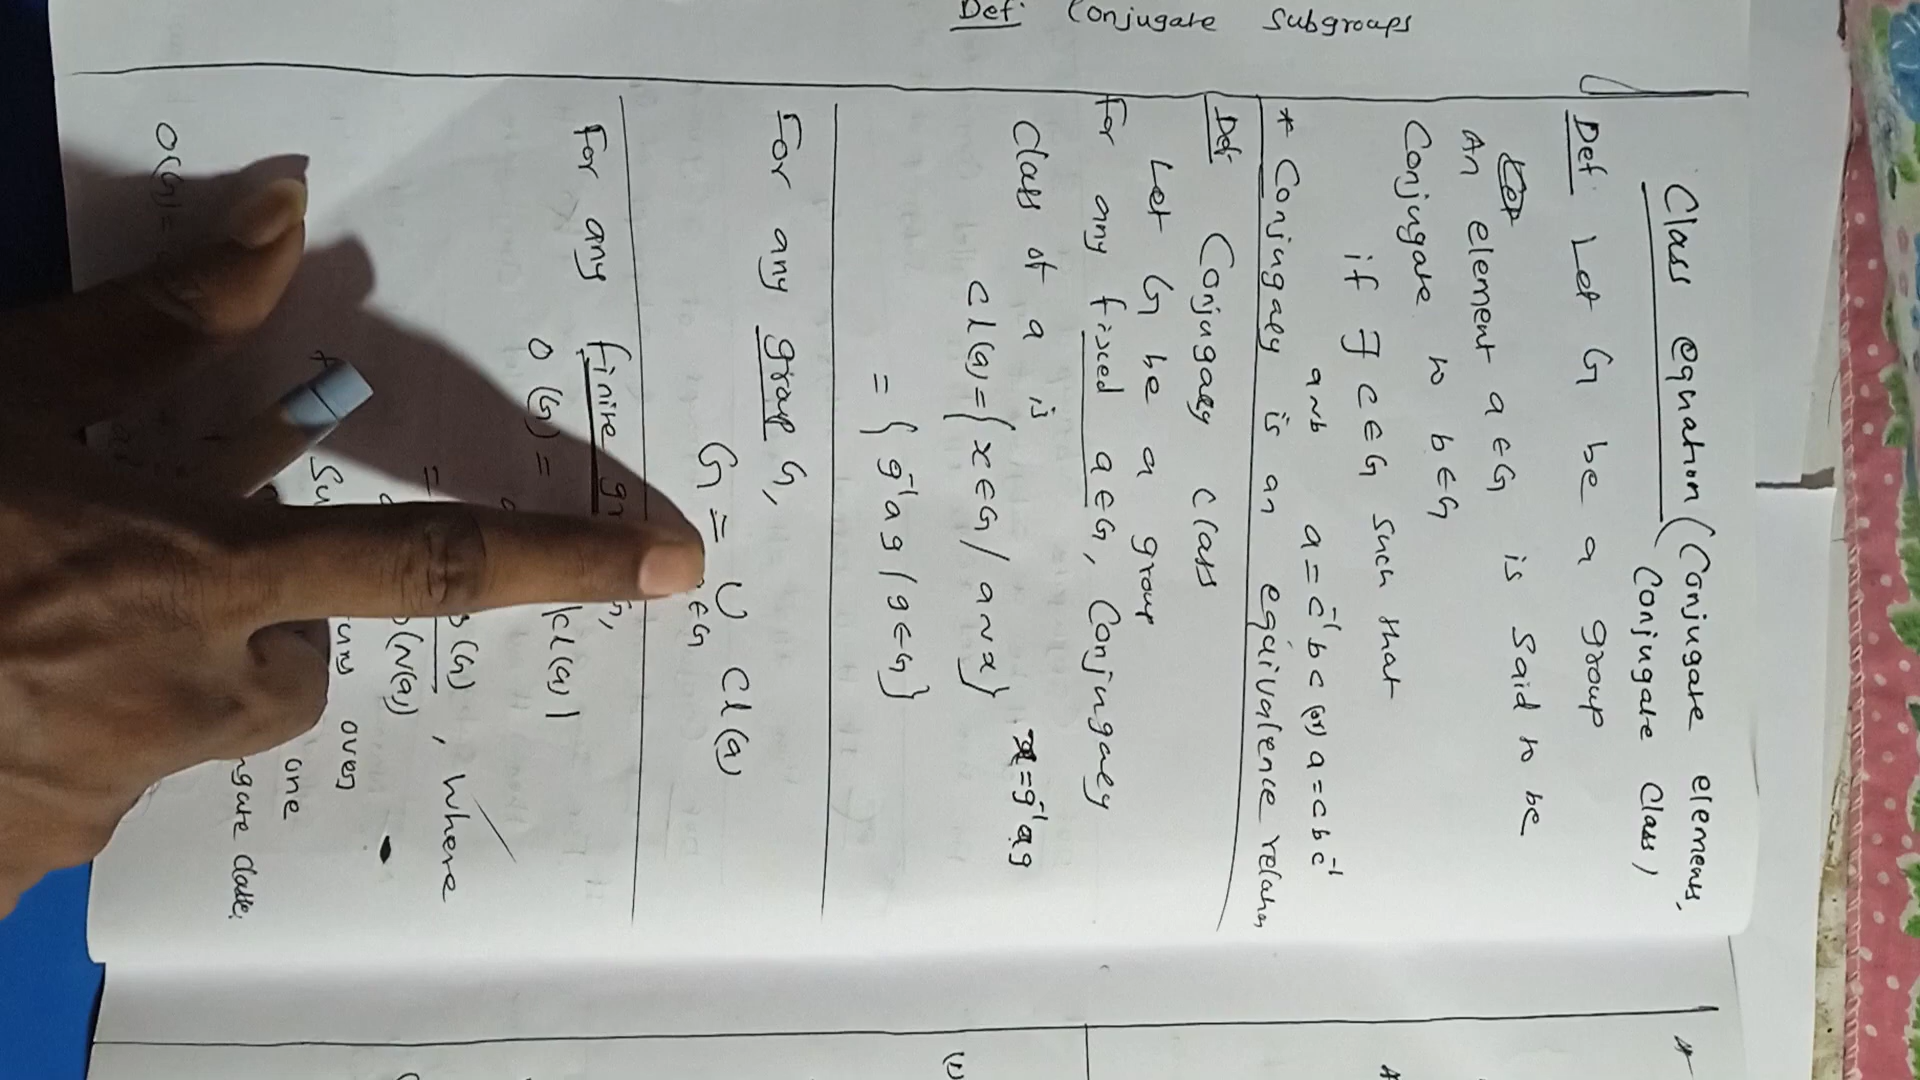 Def: Conjugate Subgroups
Class equation (Conjugate elements,
Conjugate class)
Def: Let G be a group
An element a ∈ G is said to be
Conjugate to b ∈ G
if ∃ c ∈ G such that
a~b a = c⁻¹bc (or) a = cbc⁻¹
* Conjugacy is an equivalence relation
Def: Conjugacy class
Let G be a group
For any fixed a ∈ G, Conjugacy
Class of a is
Cl(a) = {x ∈ G / a~x} x = g⁻¹ag
= {g⁻¹ag / g ∈ G}
For any group G,
G = ∪ Cl(a)
∈ G
For any finite
O(G) = |Cl(a)|
= (G) , where
(N(a))
over
one
O(G) = class